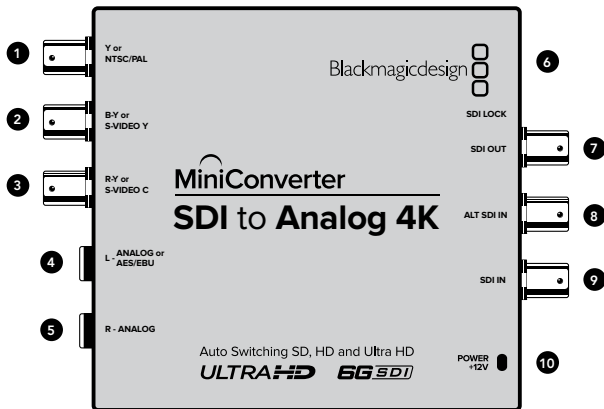 1
Y or
NTSC/PAL
2
B-Y or
S-VIDEO Y
3
R-Y or
S-VIDEO C
4
L - ANALOG or
AES/EBU
5
R - ANALOG
Blackmagicdesign
6
SDI LOCK
SDI OUT
7
ALT SDI IN
8
SDI IN
9
POWER
+12V
10
MiniConverter
SDI to Analog 4K
Auto Switching SD, HD and Ultra HD
ULTRAHD 6G SDI